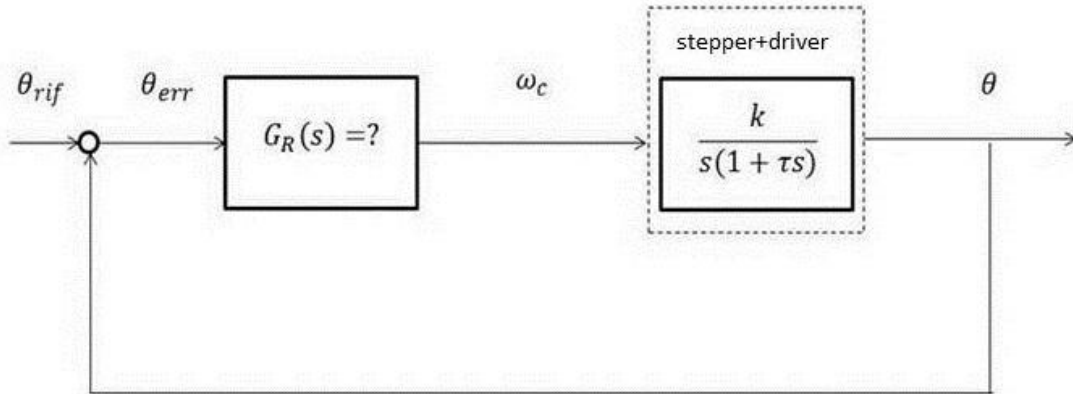 stepper+driver
θ_rif
θ_err
G_R(s) =?
ω_c
k
s(1 + τs)
θ